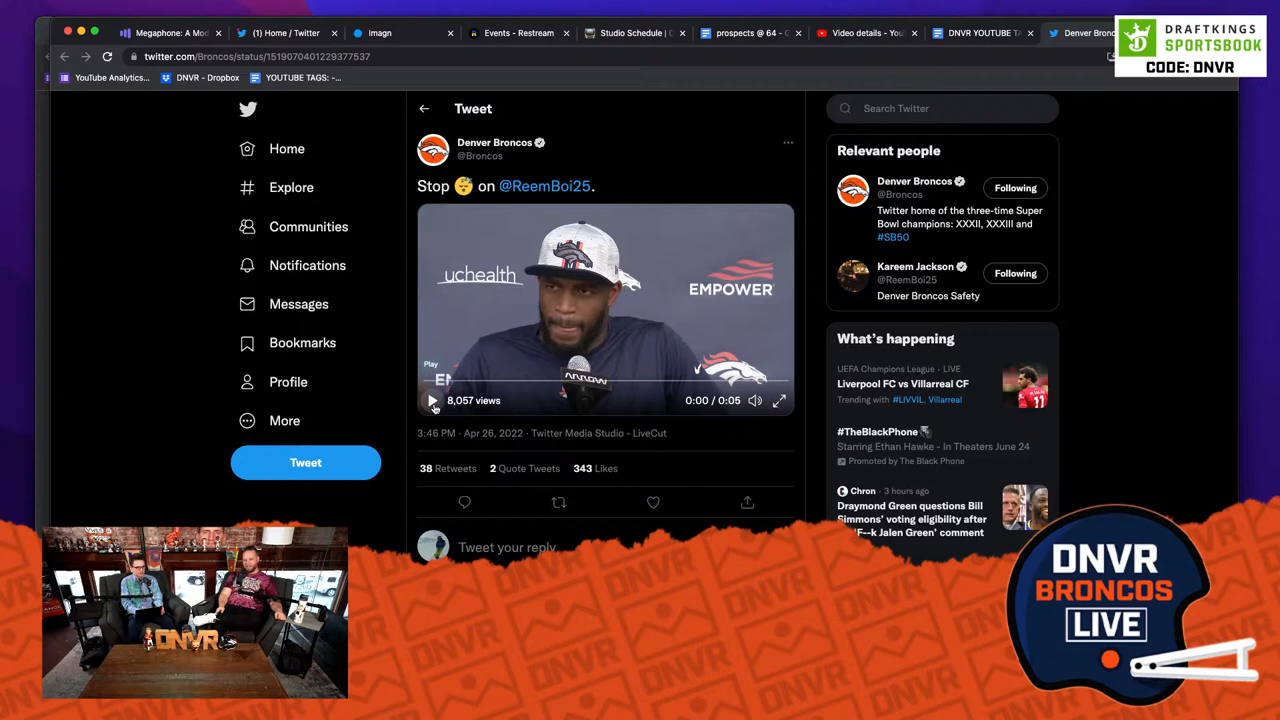 Megaphone: A Mod
(1) Home / Twitter
Imagn
Events - Restream
Studio Schedule | C
prospects @ 64 - G
Video details - You
DNVR YOUTUBE TA
Denver Bronc
twitter.com/Broncos/status/1519070401229377537
YouTube Analytics...
DNVR - Dropbox
YOUTUBE TAGS: -...
DRAFTKINGS
SPORTSBOOK
CODE: DNVR
Home
Explore
Communities
Notifications
Messages
Bookmarks
Profile
More
Tweet
Tweet
Denver Broncos
@Broncos
Stop 😴 on @ReemBoi25.
uchealth
EMPOWER
Play
8,057 views
0:00 / 0:05
3:46 PM · Apr 26, 2022 · Twitter Media Studio - LiveCut
38 Retweets 2 Quote Tweets 343 Likes
Tweet your reply
Search Twitter
Relevant people
Denver Broncos
@Broncos
Following
Twitter home of the three-time Super
Bowl champions: XXXII, XXXIII and
#SB50
Kareem Jackson
@ReemBoi25
Following
Denver Broncos Safety
What's happening
UEFA Champions League · LIVE
Liverpool FC vs Villarreal CF
Trending with #LIVVIL, Villarreal
#TheBlackPhone
Starring Ethan Hawke - In Theaters June 24
Promoted by The Black Phone
Chron · 3 hours ago
Draymond Green questions Bill
Simmons' voting eligibility after
'F--k Jalen Green' comment
DNVR
DNVR
BRONCOS
LIVE